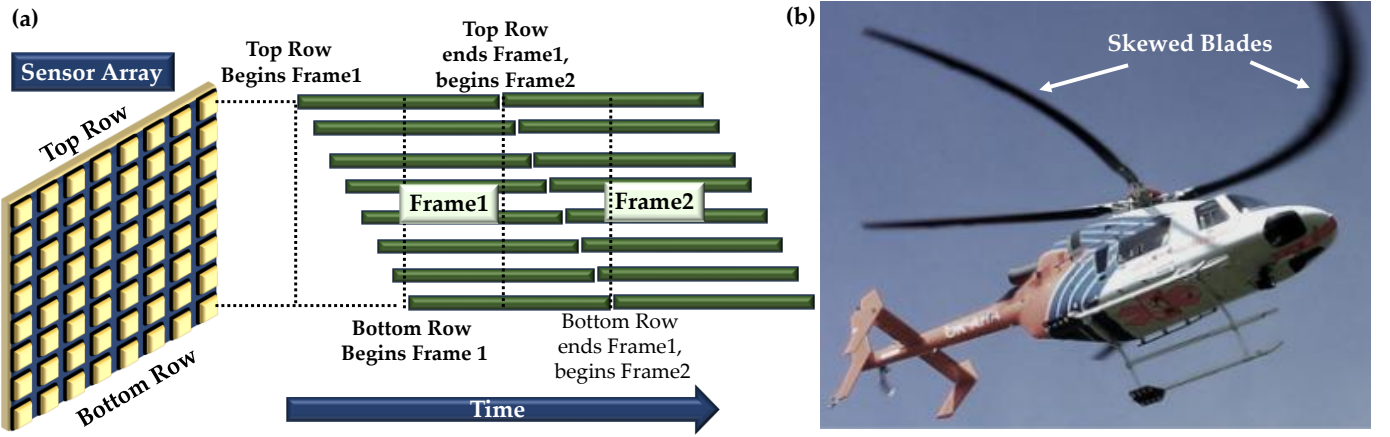 (a)
Sensor Array
Top Row
Bottom Row
Top Row
Begins Frame1
Top Row
ends Frame1,
begins Frame2
Frame1
Frame2
Bottom Row
Begins Frame 1
Bottom Row
ends Frame1,
begins Frame2
Time
(b)
Skewed Blades